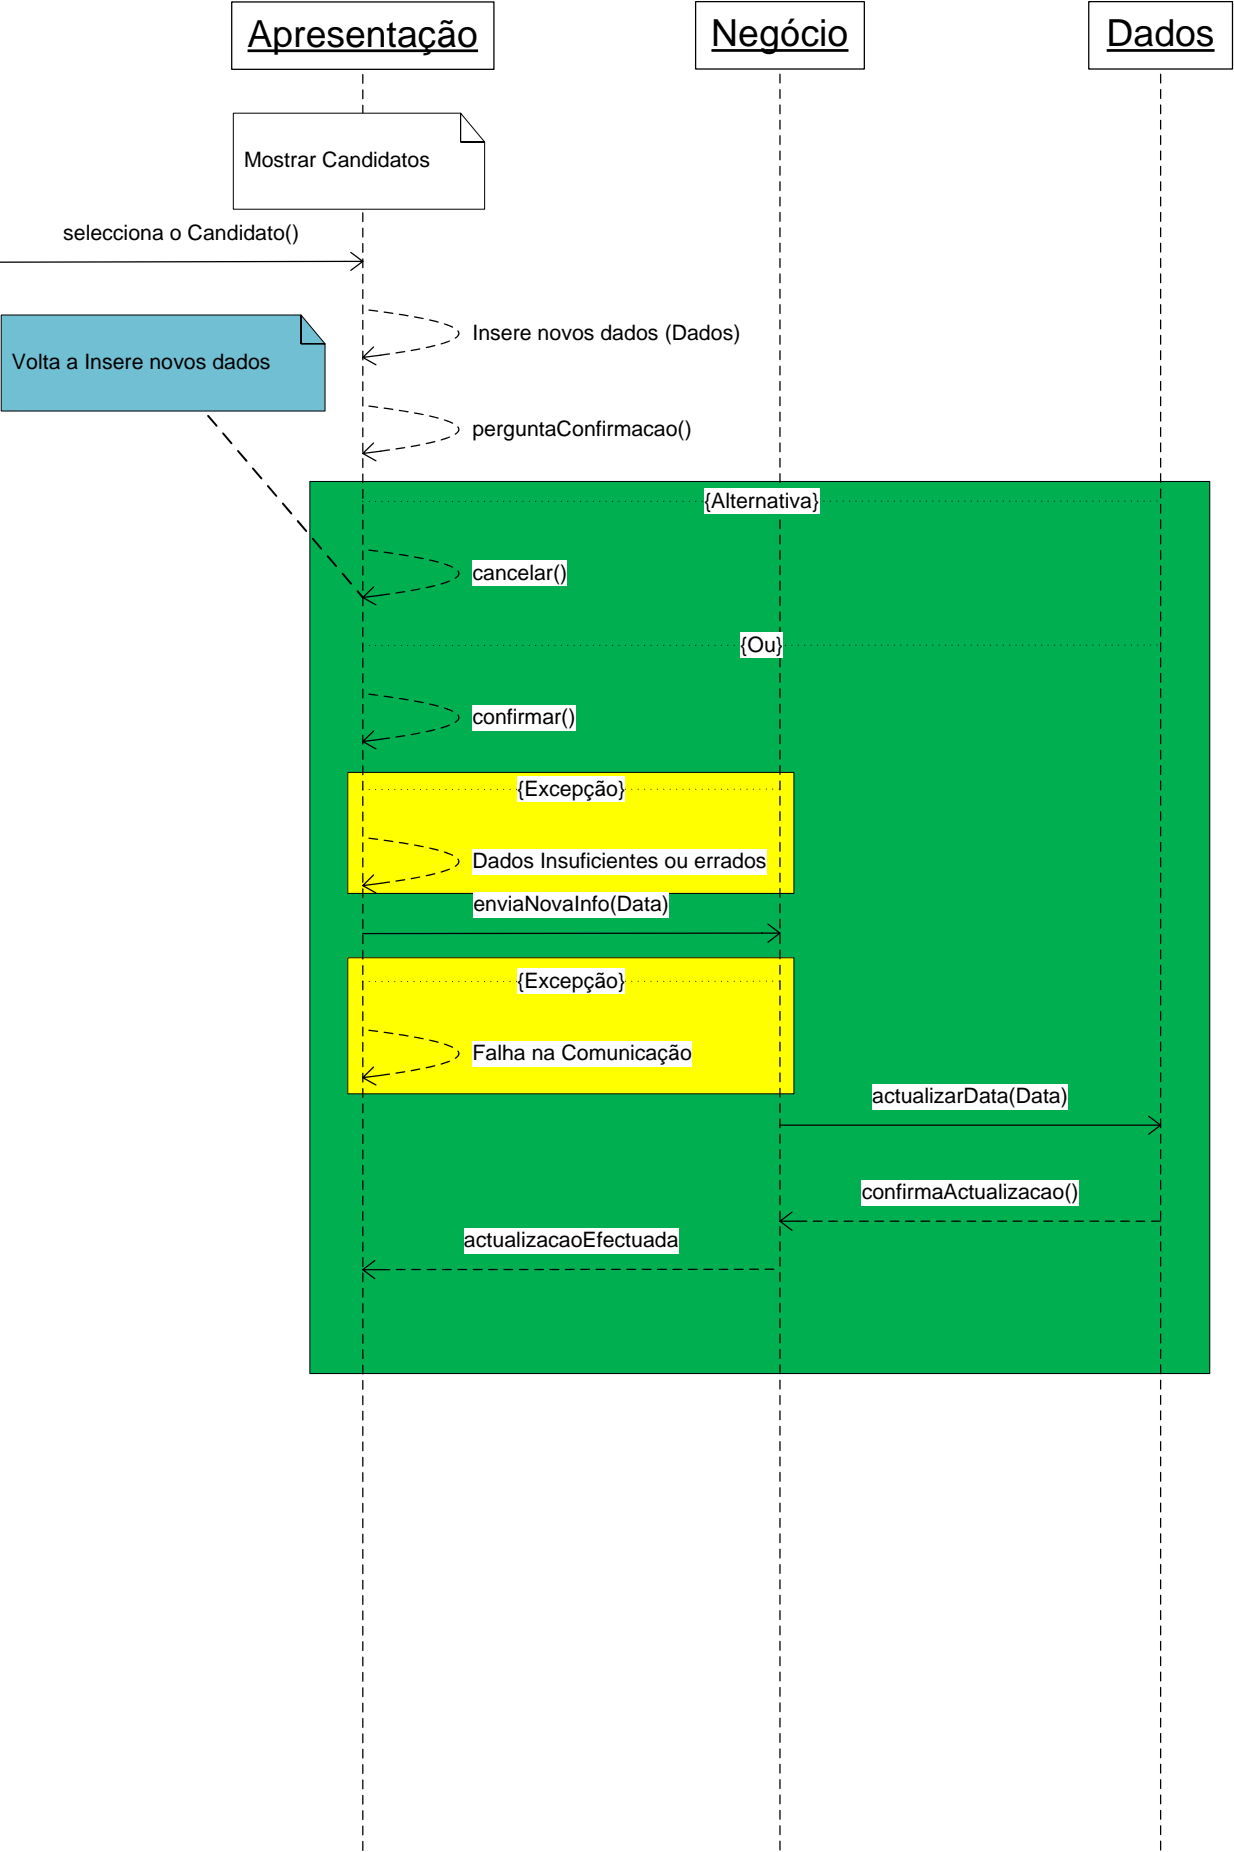 Apresentação
Negócio
Dados
Mostrar Candidatos
selecciona o Candidato()
Insere novos dados (Dados)
Volta a Insere novos dados
perguntaConfirmacao()
{Alternativa}
cancelar()
{Ou}
confirmar()
{Excepção}
Dados Insuficientes ou errados
enviaNovaInfo(Data)
{Excepção}
Falha na Comunicação
actualizarData(Data)
confirmaActualizacao()
actualizacaoEfectuada